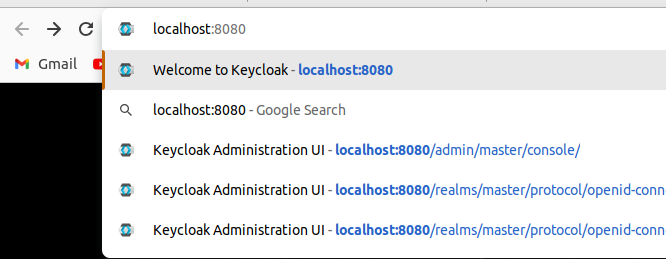 localhost:8080
Gmail
Welcome to Keycloak - localhost:8080
localhost:8080 - Google Search
Keycloak Administration UI - localhost:8080/admin/master/console/
Keycloak Administration UI - localhost:8080/realms/master/protocol/openid-conne
Keycloak Administration UI - localhost:8080/realms/master/protocol/openid-conne